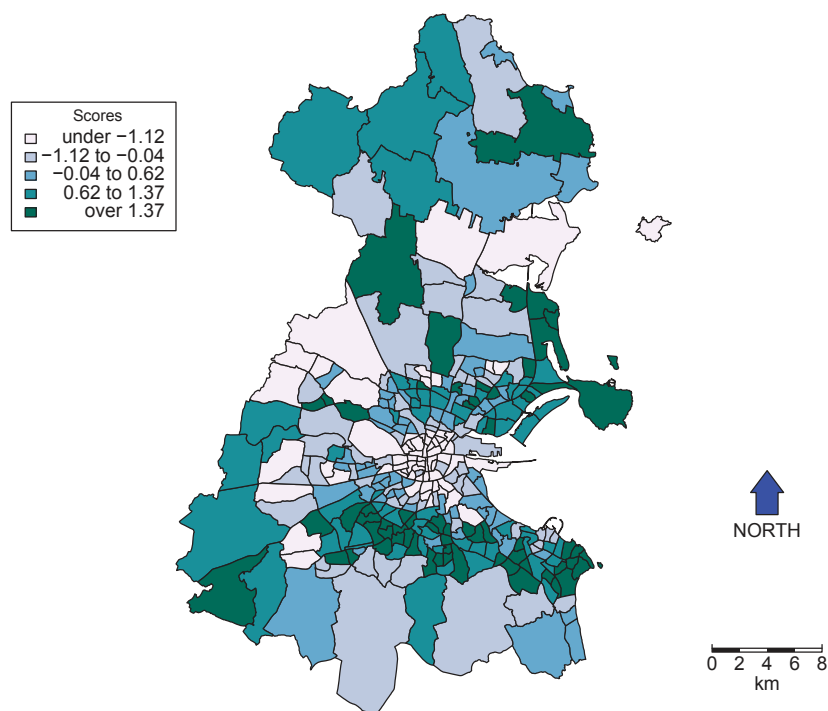 Scores
under −1.12
−1.12 to −0.04
−0.04 to 0.62
0.62 to 1.37
over 1.37
NORTH
0 2 4 6 8
km